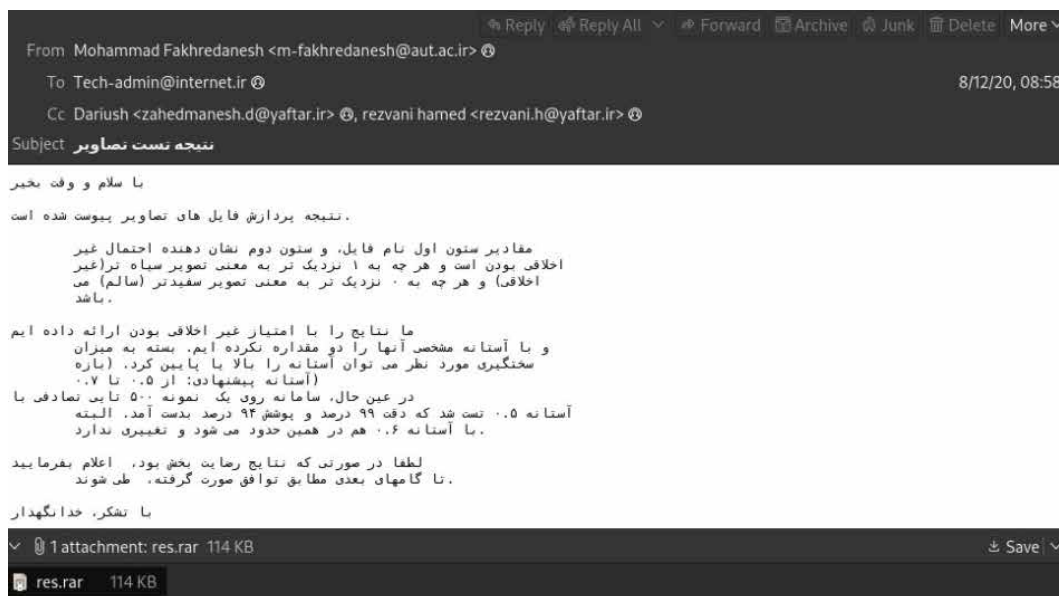 Reply Reply All Forward Archive Junk Delete More
From Mohammad Fakhredanesh <m-fakhredanesh@aut.ac.ir>
To Tech-admin@internet.ir 8/12/20, 08:58
Cc Dariush <zahedmanesh.d@yaftar.ir>, rezvani hamed <rezvani.h@yaftar.ir>
Subject نتیجه تست تصاویر
با سلام و وقت بخیر
نتیجه پردازش فایل های تصاویر پیوست شده است.
مقادیر ستون اول نام فایل، و ستون دوم نشان دهنده احتمال غیر
اخلاقی بودن است و هر چه به ۱ نزدیک تر به معنی تصویر سیاه تر(غیر
اخلاقی) و هر چه به ۰ نزدیک تر به معنی تصویر سفیدتر (سالم) می
باشد.
ما نتایج را با امتیاز غیر اخلاقی بودن ارائه داده ایم
و با آستانه مشخصی آنها را دو مقداره نکرده ایم. بسته به میزان
سختگیری مورد نظر می توان آستانه را بالا یا پایین کرد. (بازه
آستانه پیشنهادی: از ۰.۵ تا ۰.۷)
در عین حال، سامانه روی یک نمونه ۵۰۰ تایی تصادفی با
آستانه ۰.۵ تست شد که دقت ۹۹ درصد و پوشش ۹۴ درصد بدست آمد. البته
با آستانه ۰.۶ هم در همین حدود می شود و تغییری ندارد.
لطفا در صورتی که نتایج رضایت بخش بود، اعلام بفرمایید
تا گامهای بعدی مطابق توافق صورت گرفته، طی شوند.
با تشکر، خدانگهدار
1 attachment: res.rar 114 KB Save
res.rar 114 KB